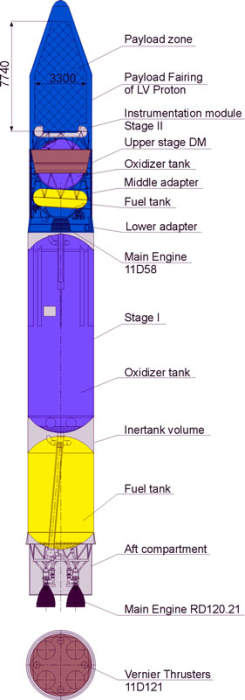 Payload zone
7740
3300
Payload Fairing
of LV Proton
Instrumentation module
Stage II
Upper stage DM
Oxidizer tank
Middle adapter
Fuel tank
Lower adapter
Main Engine
11D58
Stage I
Oxidizer tank
Inertank volume
Fuel tank
Aft compartment
Main Engine RD120.21
Vernier Thrusters
11D121